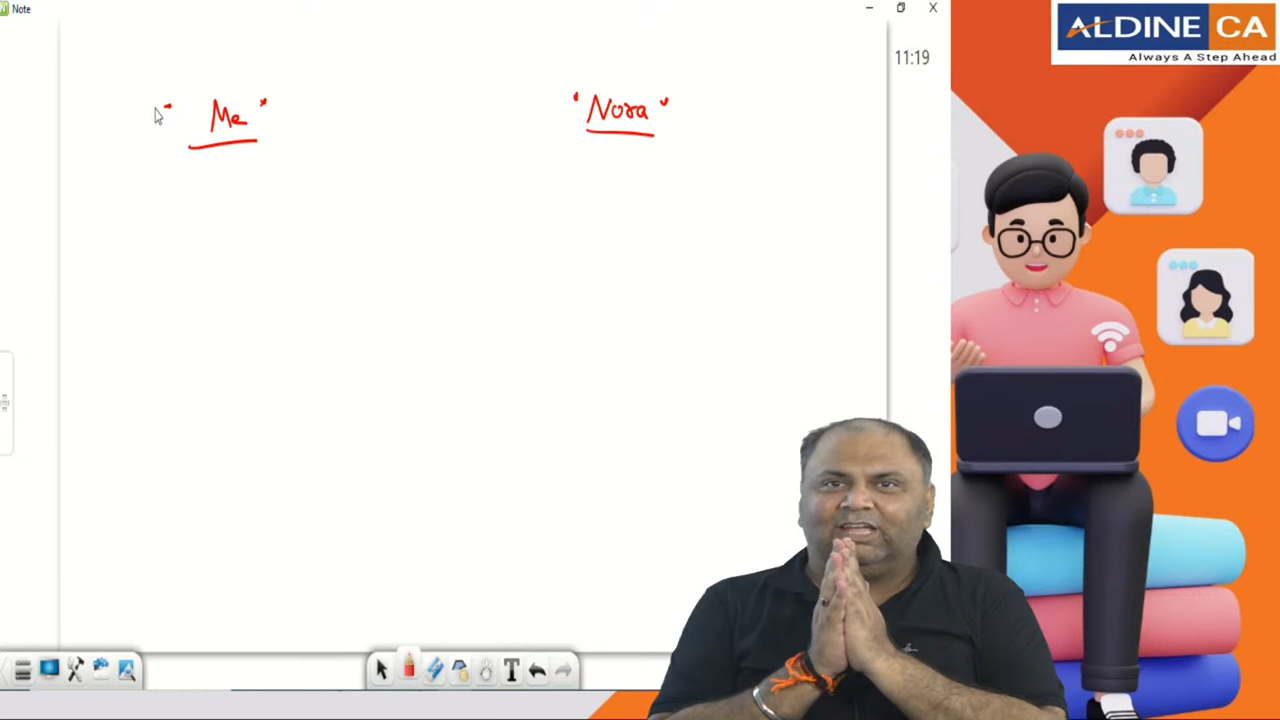 Note
ALDINE CA
Always A Step Ahead
11:19
" Me "
" Nora "
T